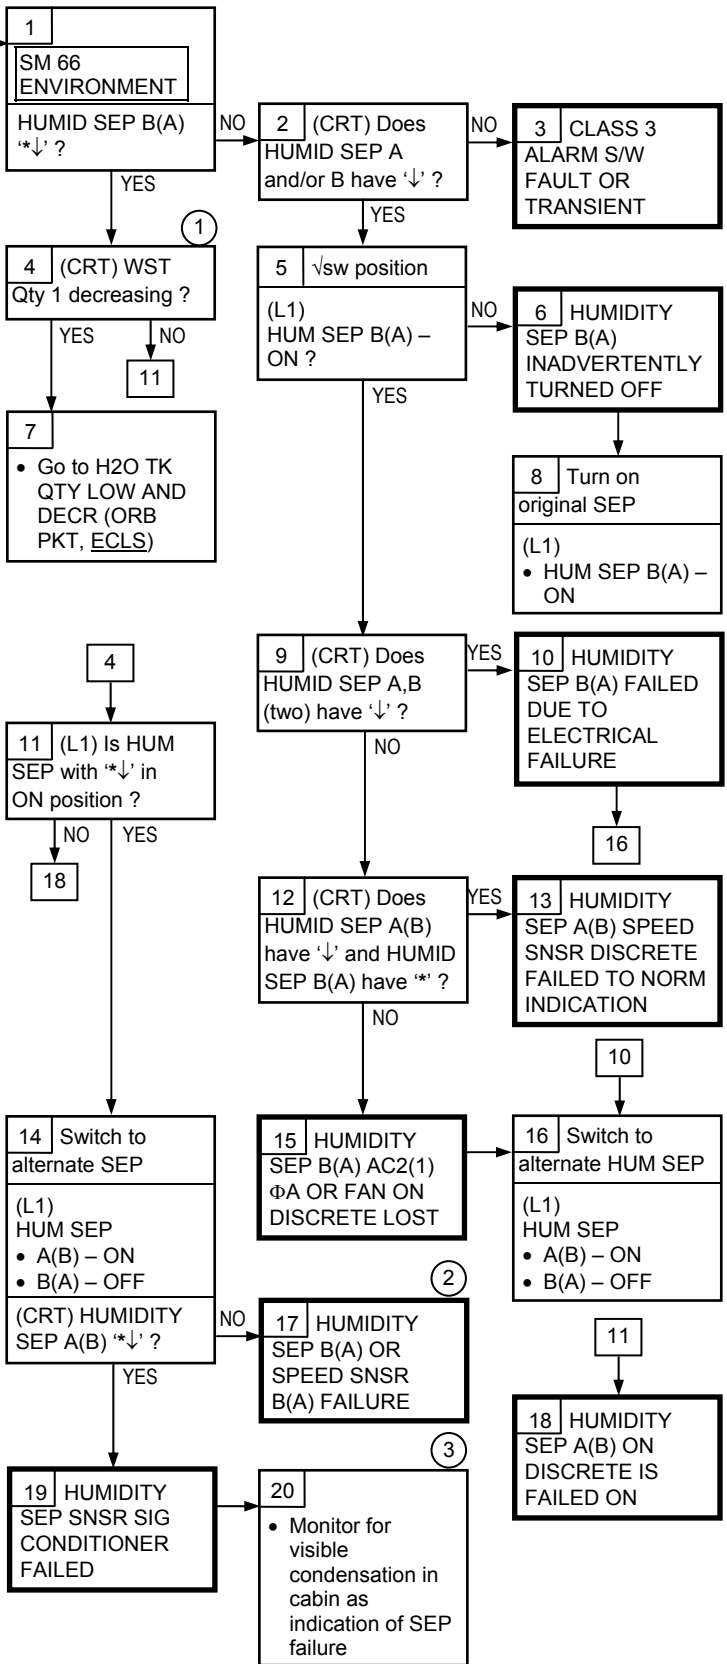 1
SM 66
ENVIRONMENT
HUMID SEP B(A)
‘*↓’ ?
NO
YES
2 (CRT) Does
HUMID SEP A
and/or B have ‘↓’ ?
NO
YES
3 CLASS 3
ALARM S/W
FAULT OR
TRANSIENT
1
4 (CRT) WST
Qty 1 decreasing ?
YES
NO
11
5 √sw position
(L1)
HUM SEP B(A) –
ON ?
NO
YES
6 HUMIDITY
SEP B(A)
INADVERTENTLY
TURNED OFF
7
• Go to H2O TK
QTY LOW AND
DECR (ORB
PKT, ECLS)
8 Turn on
original SEP
(L1)
• HUM SEP B(A) –
ON
9 (CRT) Does
HUMID SEP A,B
(two) have ‘↓’ ?
YES
NO
10 HUMIDITY
SEP B(A) FAILED
DUE TO
ELECTRICAL
FAILURE
16
4
11 (L1) Is HUM
SEP with ‘*↓’ in
ON position ?
NO
YES
18
12 (CRT) Does
HUMID SEP A(B)
have ‘↓’ and HUMID
SEP B(A) have ‘*’ ?
YES
NO
13 HUMIDITY
SEP A(B) SPEED
SNSR DISCRETE
FAILED TO NORM
INDICATION
10
14 Switch to
alternate SEP
(L1)
HUM SEP
• A(B) – ON
• B(A) – OFF
(CRT) HUMIDITY
SEP A(B) ‘*↓’ ?
NO
YES
15 HUMIDITY
SEP B(A) AC2(1)
ΦA OR FAN ON
DISCRETE LOST
16 Switch to
alternate HUM SEP
(L1)
HUM SEP
• A(B) – ON
• B(A) – OFF
2
17 HUMIDITY
SEP B(A) OR
SPEED SNSR
B(A) FAILURE
11
18 HUMIDITY
SEP A(B) ON
DISCRETE IS
FAILED ON
19 HUMIDITY
SEP SNSR SIG
CONDITIONER
FAILED
3
20
• Monitor for
visible
condensation in
cabin as
indication of SEP
failure